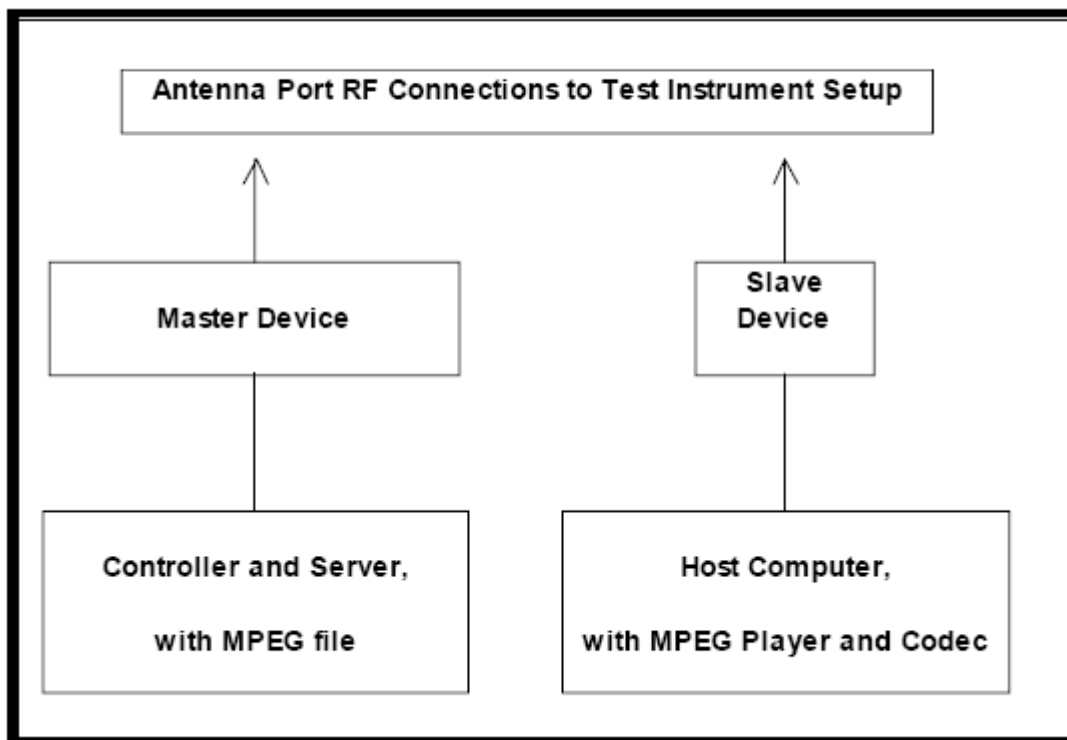 Antenna Port RF Connections to Test Instrument Setup
Master Device
Slave
Device
Controller and Server,
with MPEG file
Host Computer,
with MPEG Player and Codec